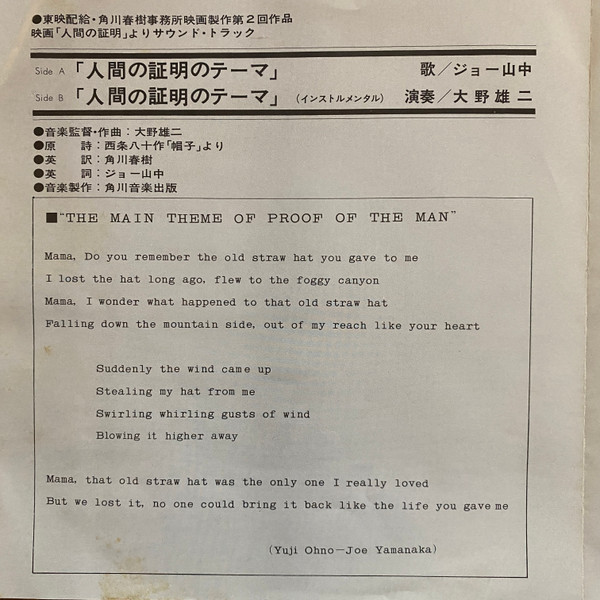 ●東映配給・角川春樹事務所映画製作第2回作品
映画「人間の証明」よりサウンド・トラック
Side A 「人間の証明のテーマ」 歌／ジョー山中
Side B 「人間の証明のテーマ」 (インストルメンタル) 演奏／大野雄二
●音楽監督・作曲：大野雄二
●原　詩：西条八十作「帽子」より
●英　訳：角川春樹
●英　詞：ジョー山中
●音楽製作：角川音楽出版
■"THE MAIN THEME OF PROOF OF THE MAN"
Mama, Do you remember the old straw hat you gave to me
I lost the hat long ago, flew to the foggy canyon
Mama, I wonder what happened to that old straw hat
Falling down the mountain side, out of my reach like your heart
Suddenly the wind came up
Stealing my hat from me
Swirling whirling gusts of wind
Blowing it higher away
Mama, that old straw hat was the only one I really loved
But we lost it, no one could bring it back like the life you gave me
(Yuji Ohno—Joe Yamanaka)